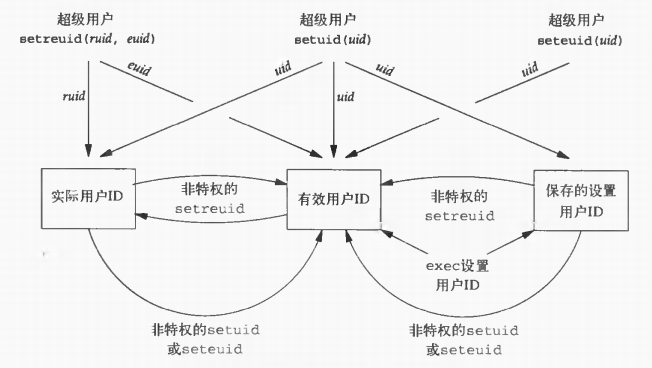 超级用户
setreuid(ruid, euid)
超级用户
setuid(uid)
超级用户
seteuid(uid)
ruid
euid
uid
uid
uid
uid
实际用户ID
非特权的
setreuid
有效用户ID
非特权的
setreuid
保存的设置
用户ID
exec设置
用户ID
非特权的setuid
或seteuid
非特权的setuid
或seteuid